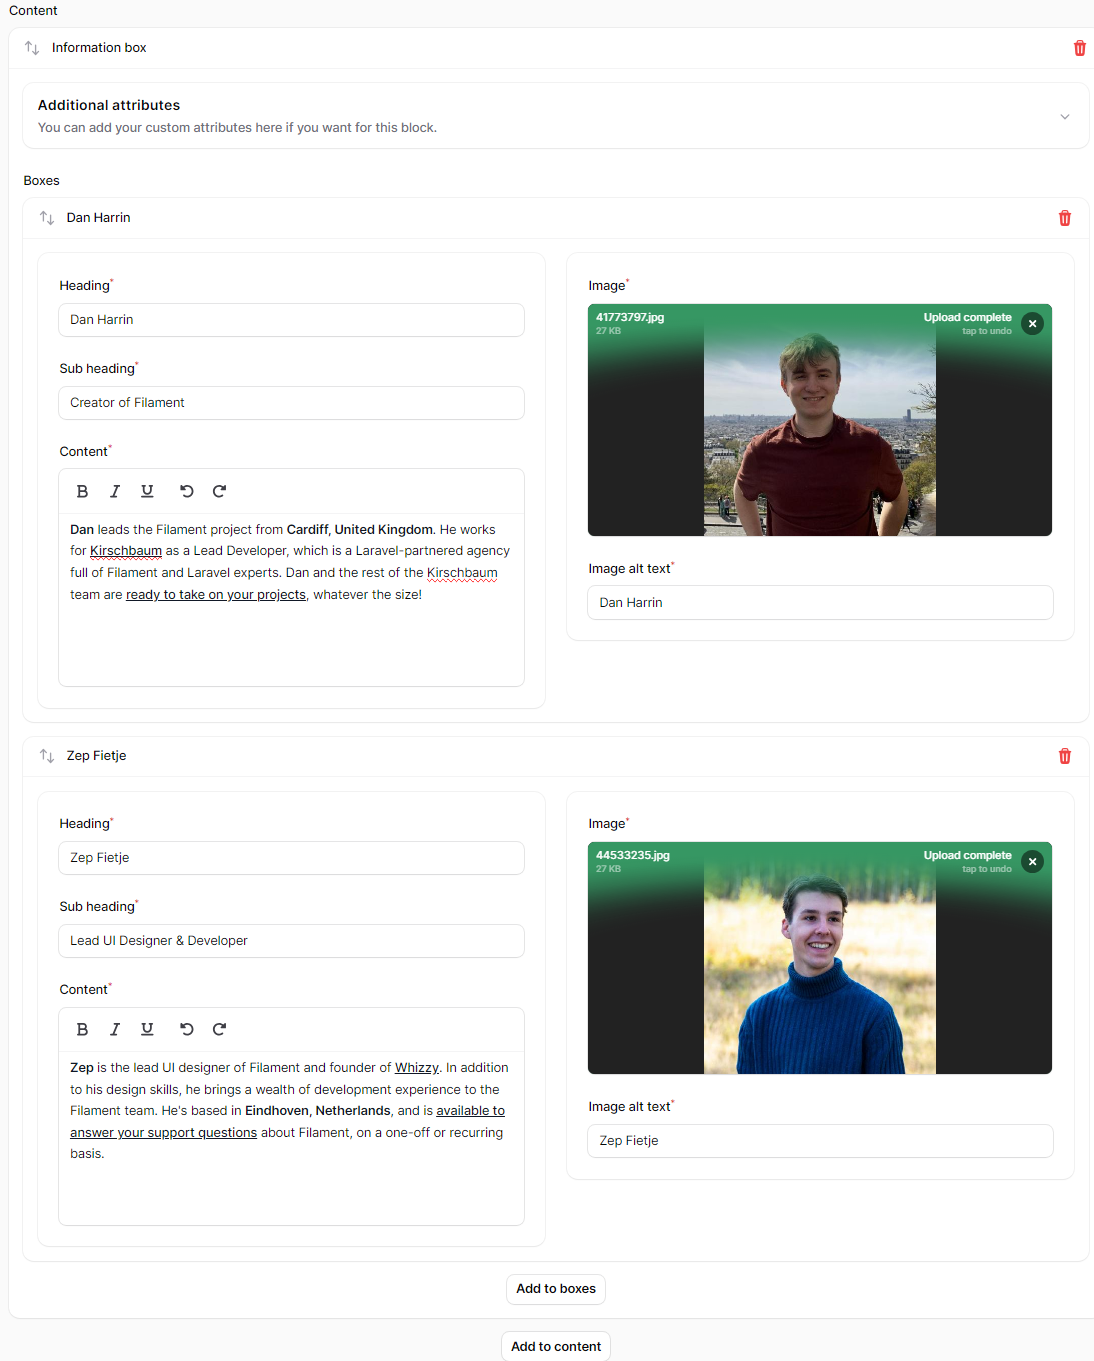 Content
Information box
Additional attributes
You can add your custom attributes here if you want for this block.
Boxes
Dan Harrin
Heading*
Dan Harrin
Sub heading*
Creator of Filament
Content*
B I U
Dan leads the Filament project from Cardiff, United Kingdom. He works
for Kirschbaum as a Lead Developer, which is a Laravel-partnered agency
full of Filament and Laravel experts. Dan and the rest of the Kirschbaum
team are ready to take on your projects, whatever the size!
Image*
41773797.jpg
27 KB
Upload complete
tap to undo
Image alt text*
Dan Harrin
Zep Fietje
Heading*
Zep Fietje
Sub heading*
Lead UI Designer & Developer
Content*
B I U
Zep is the lead UI designer of Filament and founder of Whizzy. In addition
to his design skills, he brings a wealth of development experience to the
Filament team. He's based in Eindhoven, Netherlands, and is available to
answer your support questions about Filament, on a one-off or recurring
basis.
Image*
44533235.jpg
27 KB
Upload complete
tap to undo
Image alt text*
Zep Fietje
Add to boxes
Add to content